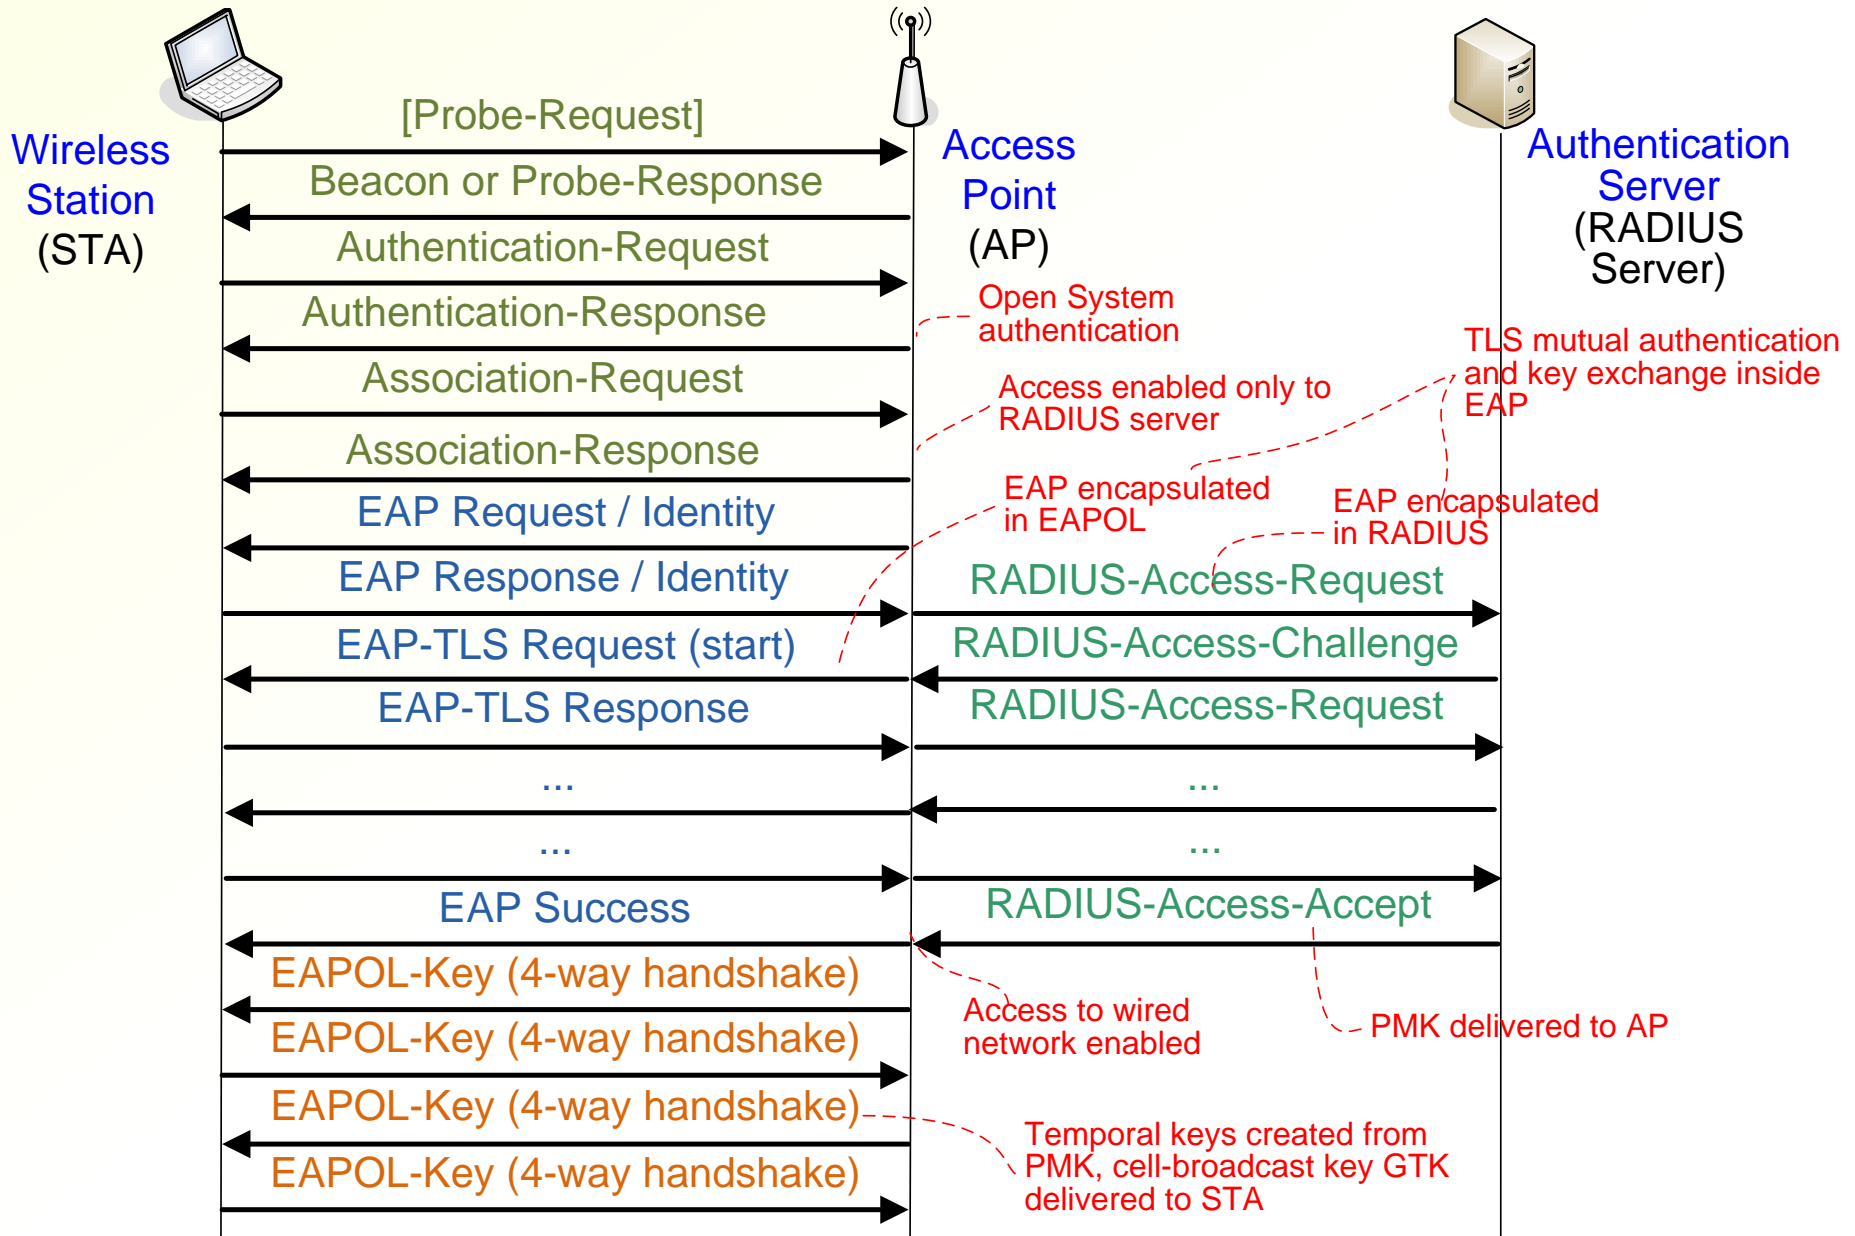 [Probe-Request]
Wireless
Station
(STA)
Access
Point
(AP)
Authentication
Server
(RADIUS
Server)
Beacon or Probe-Response
Authentication-Request
Authentication-Response
Open System
authentication
TLS mutual authentication
and key exchange inside
EAP
Association-Request
Access enabled only to
RADIUS server
Association-Response
EAP encapsulated
in EAPOL
EAP encapsulated
in RADIUS
EAP Request / Identity
EAP Response / Identity
RADIUS-Access-Request
EAP-TLS Request (start)
RADIUS-Access-Challenge
EAP-TLS Response
RADIUS-Access-Request
...
...
...
...
EAP Success
RADIUS-Access-Accept
EAPOL-Key (4-way handshake)
Access to wired
network enabled
PMK delivered to AP
EAPOL-Key (4-way handshake)
EAPOL-Key (4-way handshake)
Temporal keys created from
PMK, cell-broadcast key GTK
delivered to STA
EAPOL-Key (4-way handshake)